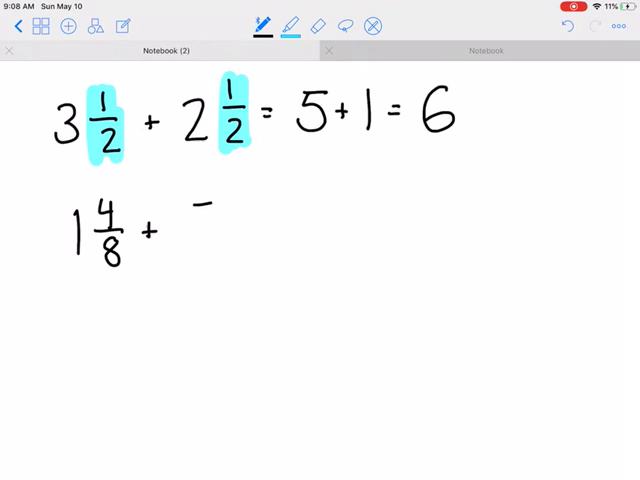 9:08 AM Sun May 10 11%
Notebook (2) Notebook
3 1/2 + 2 1/2 = 5 + 1 = 6
1 4/8 +